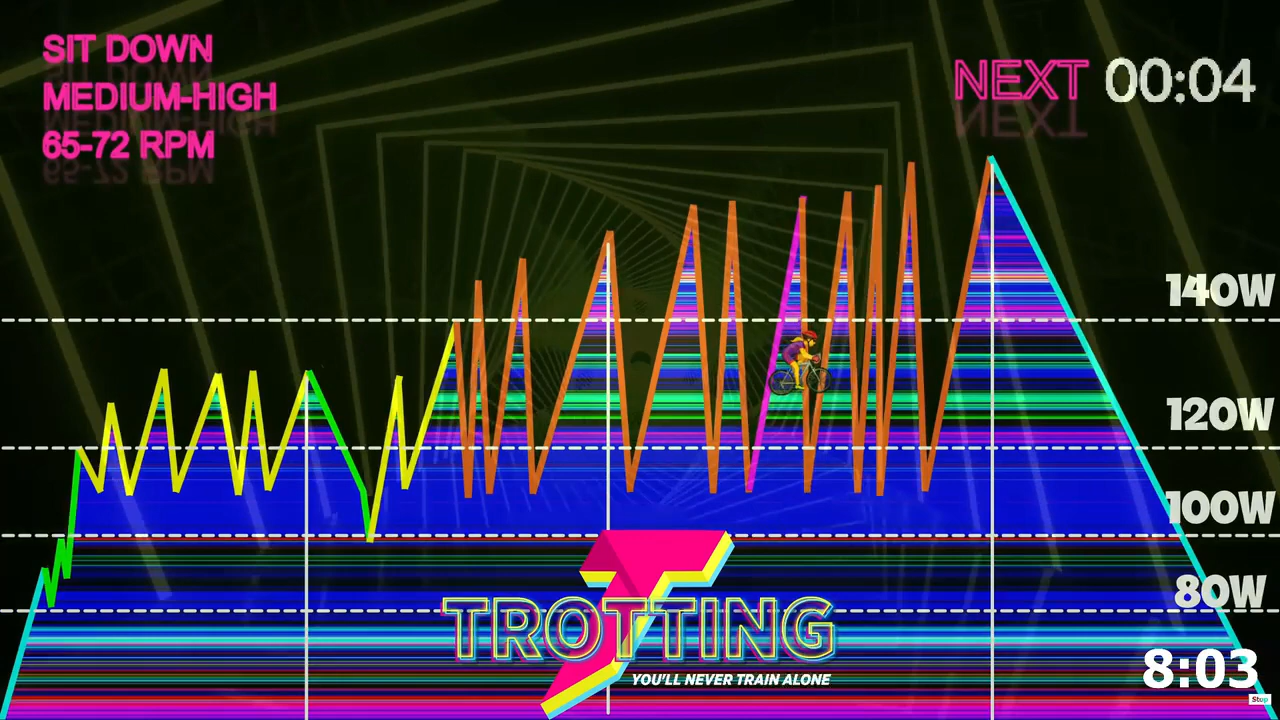 SIT DOWN
MEDIUM-HIGH
65-72 RPM
NEXT 00:04
140W
120W
100W
80W
TROTTING
YOU'LL NEVER TRAIN ALONE
8:03
Stop